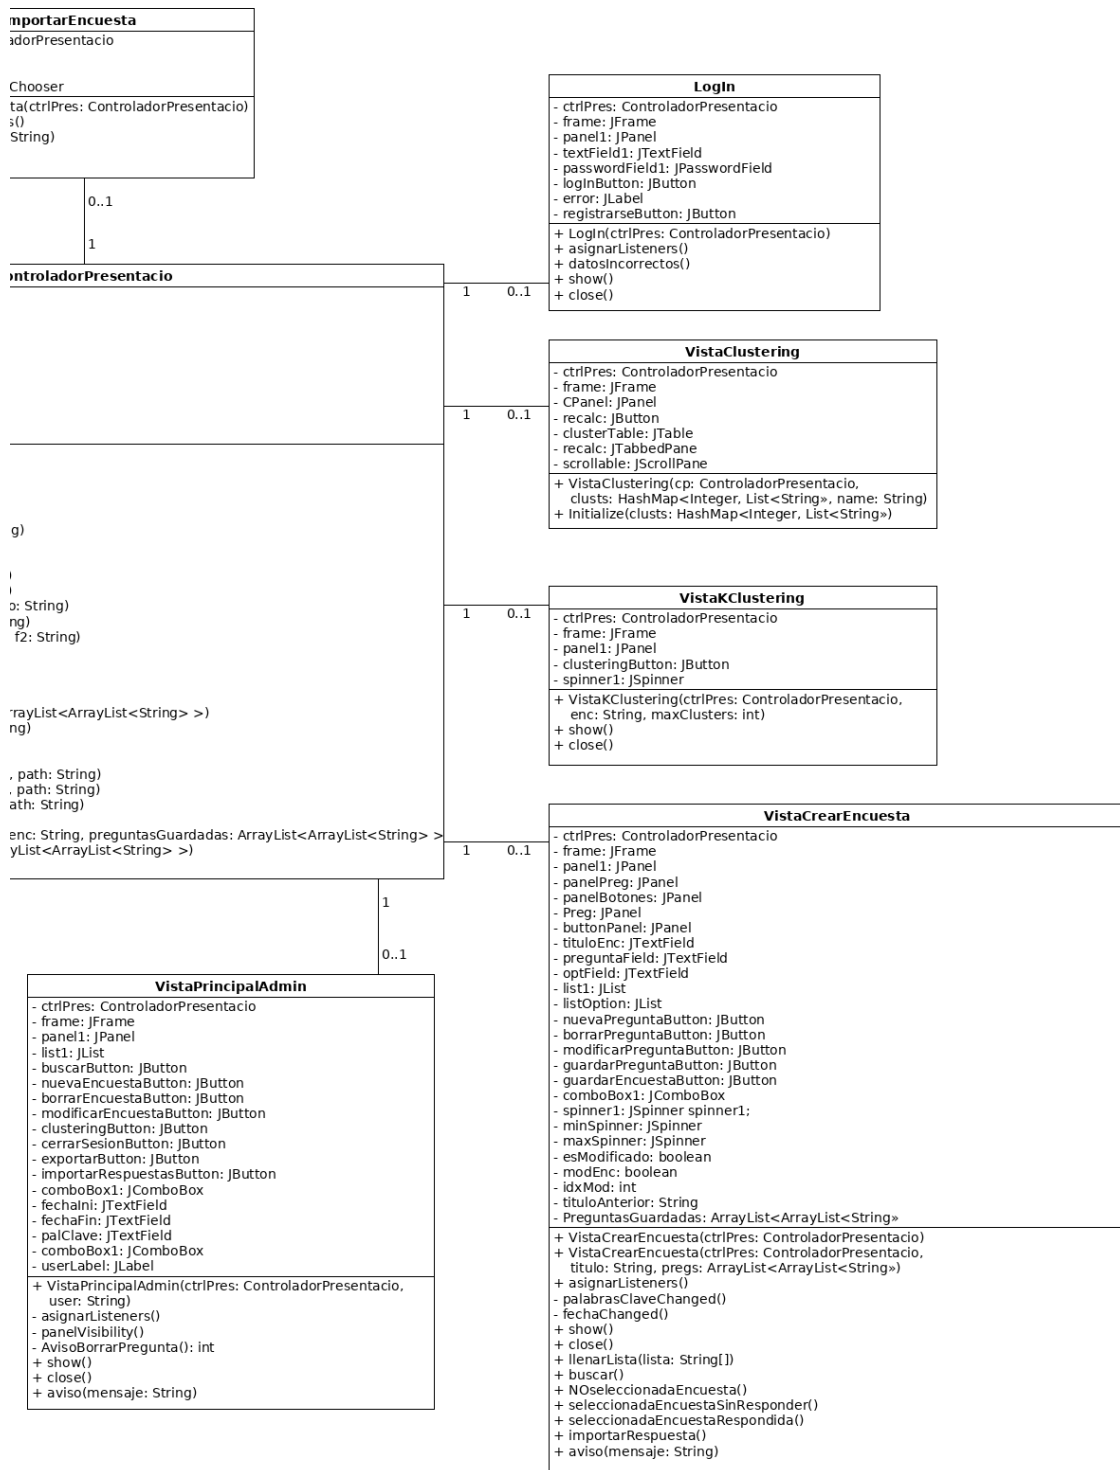 mportarEncuesta
adorPresentacio
Chooser
ta(ctrlPres: ControladorPresentacio)
s()
String)
0..1
1
ontroladorPresentacio
g)
)
)
o: String)
ng)
f2: String)
rrayList<ArrayList<String> >)
ng)
, path: String)
, path: String)
ath: String)
enc: String, preguntasGuardadas: ArrayList<ArrayList<String> >
yList<ArrayList<String> >)
1 0..1
1 0..1
1 0..1
1 0..1
1
0..1
LogIn
- ctrlPres: ControladorPresentacio
- frame: JFrame
- panel1: JPanel
- textField1: JTextField
- passwordField1: JPasswordField
- logInButton: JButton
- error: JLabel
- registrarseButton: JButton
+ LogIn(ctrlPres: ControladorPresentacio)
+ asignarListeners()
+ datosIncorrectos()
+ show()
+ close()
VistaClustering
- ctrlPres: ControladorPresentacio
- frame: JFrame
- CPanel: JPanel
- recalc: JButton
- clusterTable: JTable
- recalc: JTabbedPane
- scrollable: JScrollPane
+ VistaClustering(cp: ControladorPresentacio,
clusts: HashMap<Integer, List<String», name: String)
+ Initialize(clusts: HashMap<Integer, List<String»)
VistaKClustering
- ctrlPres: ControladorPresentacio
- frame: JFrame
- panel1: JPanel
- clusteringButton: JButton
- spinner1: JSpinner
+ VistaKClustering(ctrlPres: ControladorPresentacio,
enc: String, maxClusters: int)
+ show()
+ close()
VistaCrearEncuesta
- ctrlPres: ControladorPresentacio
- frame: JFrame
- panel1: JPanel
- panelPreg: JPanel
- panelBotones: JPanel
- Preg: JPanel
- buttonPanel: JPanel
- tituloEnc: JTextField
- preguntaField: JTextField
- optField: JTextField
- list1: JList
- listOption: JList
- nuevaPreguntaButton: JButton
- borrarPreguntaButton: JButton
- modificarPreguntaButton: JButton
- guardarPreguntaButton: JButton
- guardarEncuestaButton: JButton
- comboBox1: JComboBox
- spinner1: JSpinner spinner1;
- minSpinner: JSpinner
- maxSpinner: JSpinner
- esModificado: boolean
- modEnc: boolean
- idxMod: int
- tituloAnterior: String
- PreguntasGuardadas: ArrayList<ArrayList<String»
+ VistaCrearEncuesta(ctrlPres: ControladorPresentacio)
+ VistaCrearEncuesta(ctrlPres: ControladorPresentacio,
titulo: String, pregs: ArrayList<ArrayList<String»)
+ asignarListeners()
- palabrasClaveChanged()
- fechaChanged()
+ show()
+ close()
+ llenarLista(lista: String[])
+ buscar()
+ NOseleccionadaEncuesta()
+ seleccionadaEncuestaSinResponder()
+ seleccionadaEncuestaRespondida()
+ importarRespuesta()
+ aviso(mensaje: String)
VistaPrincipalAdmin
- ctrlPres: ControladorPresentacio
- frame: JFrame
- panel1: JPanel
- list1: JList
- buscarButton: JButton
- nuevaEncuestaButton: JButton
- borrarEncuestaButton: JButton
- modificarEncuestaButton: JButton
- clusteringButton: JButton
- cerrarSesionButton: JButton
- exportarButton: JButton
- importarRespuestasButton: JButton
- comboBox1: JComboBox
- fechaIni: JTextField
- fechaFin: JTextField
- palClave: JTextField
- comboBox1: JComboBox
- userLabel: JLabel
+ VistaPrincipalAdmin(ctrlPres: ControladorPresentacio,
user: String)
- asignarListeners()
- panelVisibility()
- AvisoBorrarPregunta(): int
+ show()
+ close()
+ aviso(mensaje: String)